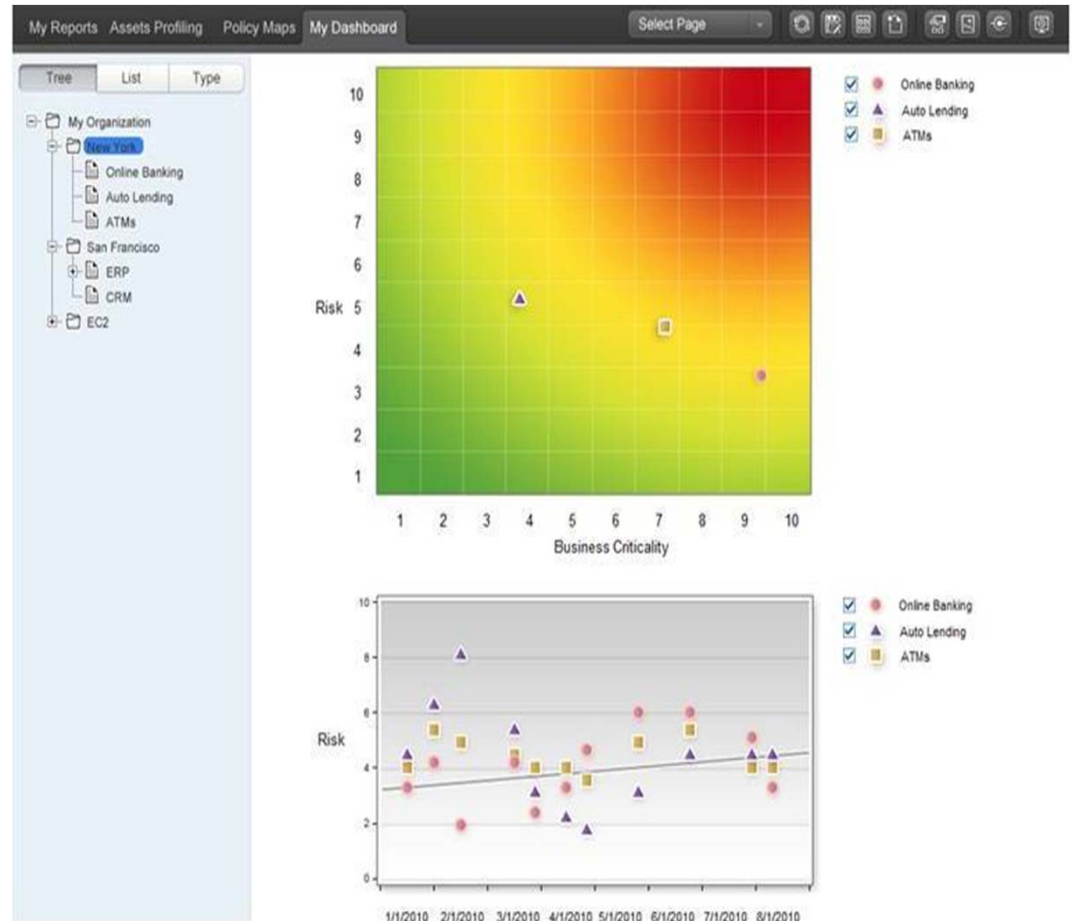 My Reports Assets Profiling Policy Maps My Dashboard Select Page
Tree List Type
My Organization
New York
Online Banking
Auto Lending
ATMs
San Francisco
ERP
CRM
EC2
10
9
8
7
6
Risk 5
4
3
2
1
1 2 3 4 5 6 7 8 9 10
Business Criticality
Online Banking
Auto Lending
ATMs
10
8
6
Risk
4
2
0
1/1/2010 2/1/2010 3/1/2010 4/1/2010 5/1/2010 6/1/2010 7/1/2010 8/1/2010
Online Banking
Auto Lending
ATMs